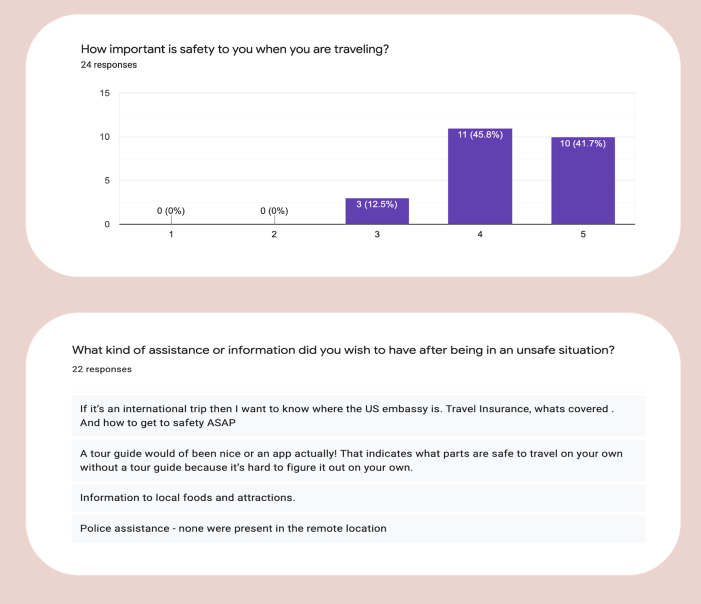 How important is safety to you when you are traveling?
24 responses
15
10
5
0
0 (0%)
0 (0%)
3 (12.5%)
11 (45.8%)
10 (41.7%)
1
2
3
4
5
What kind of assistance or information did you wish to have after being in an unsafe situation?
22 responses
If it's an international trip then I want to know where the US embassy is. Travel Insurance, whats covered .
And how to get to safety ASAP
A tour guide would of been nice or an app actually! That indicates what parts are safe to travel on your own
without a tour guide because it's hard to figure it out on your own.
Information to local foods and attractions.
Police assistance - none were present in the remote location